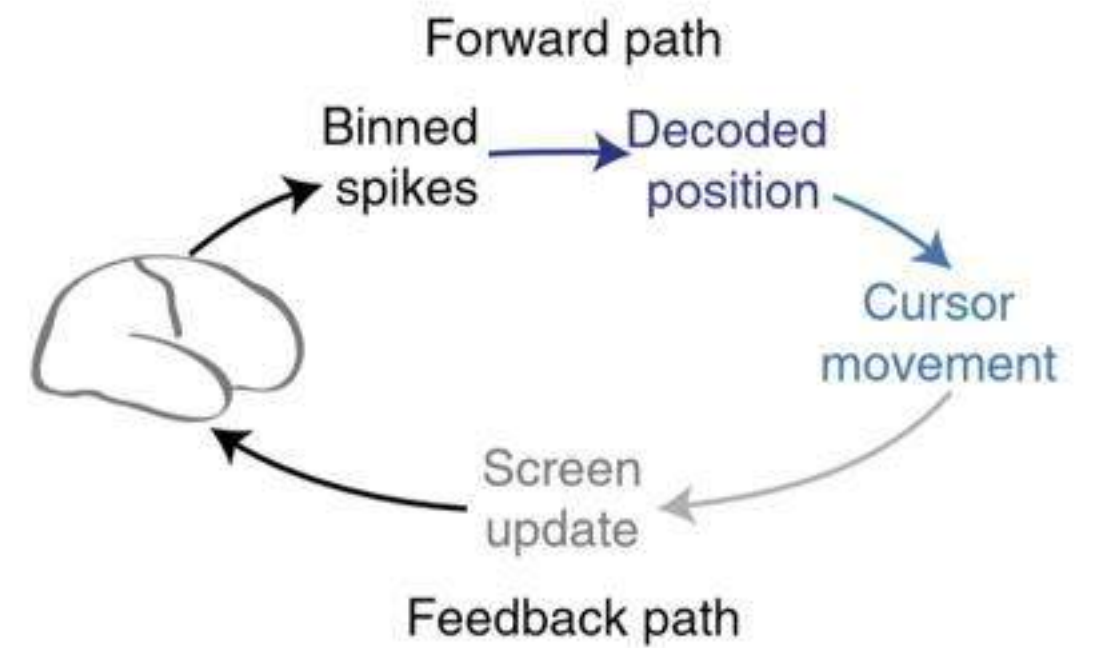 Forward path
Binned
spikes
Decoded
position
Cursor
movement
Screen
update
Feedback path